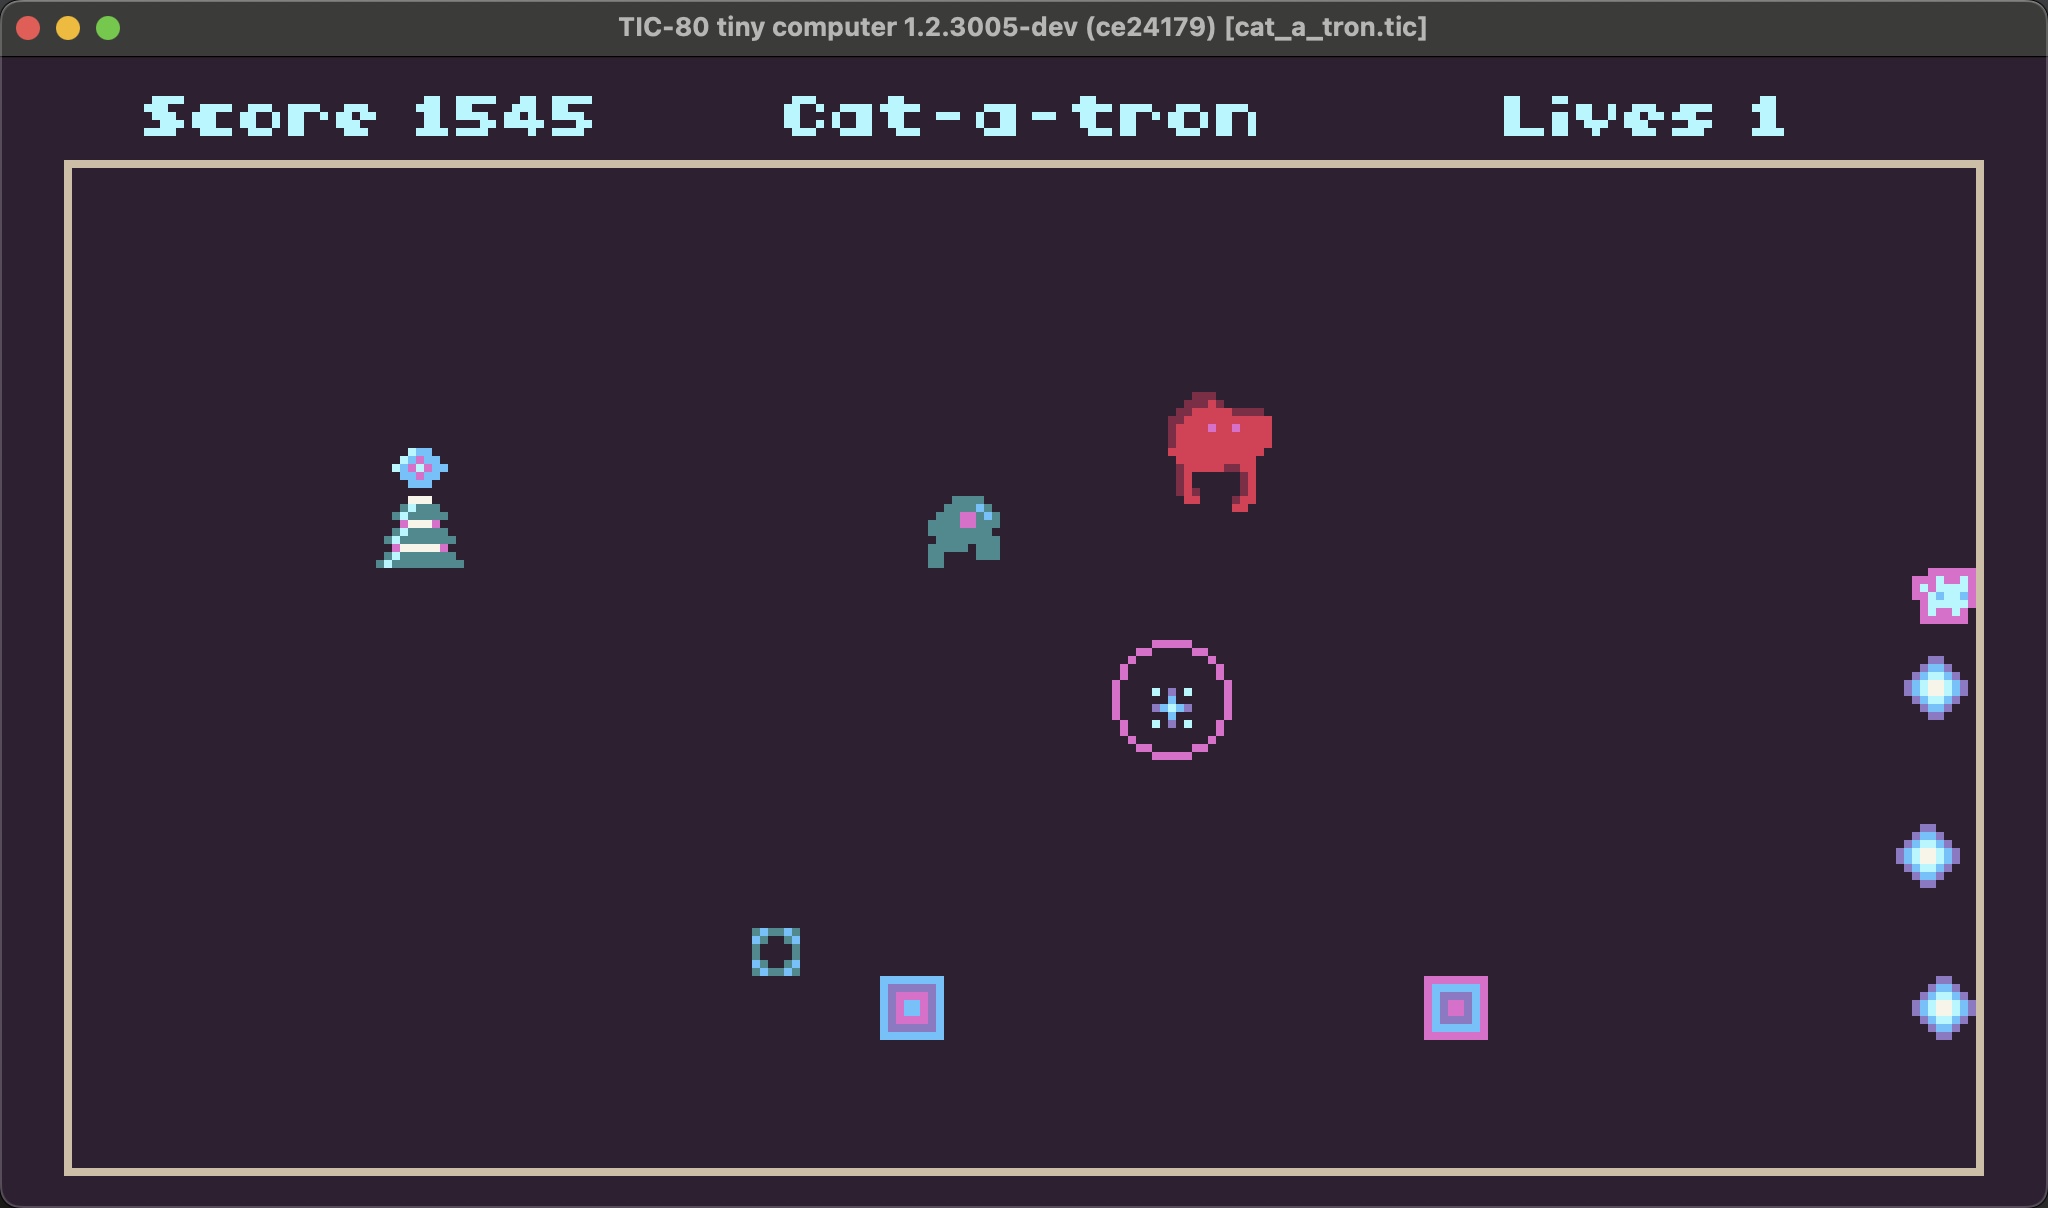 TIC-80 tiny computer 1.2.3005-dev (ce24179) [cat_a_tron.tic]
Score 1545 Cat-a-tron Lives 1